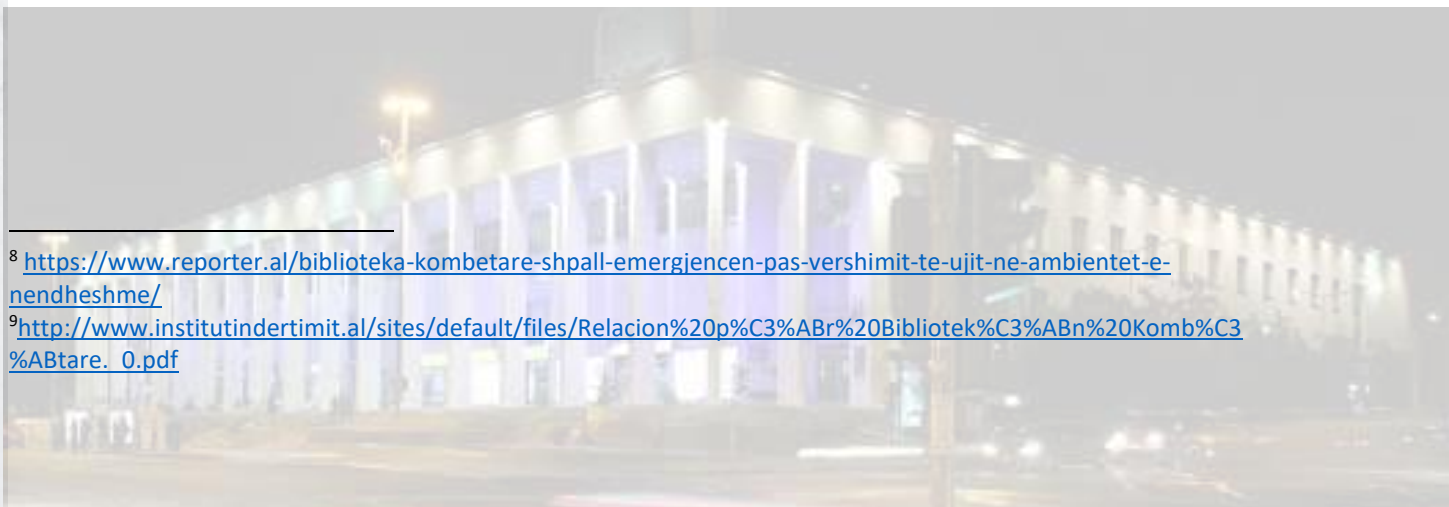 8 https://www.reporter.al/biblioteka-kombetare-shpall-emergjencen-pas-vershimit-te-ujit-ne-ambientet-e-
nendheshme/
9http://www.institutindertimit.al/sites/default/files/Relacion%20p%C3%ABr%20Bibliotek%C3%ABn%20Komb%C3
%ABtare._0.pdf